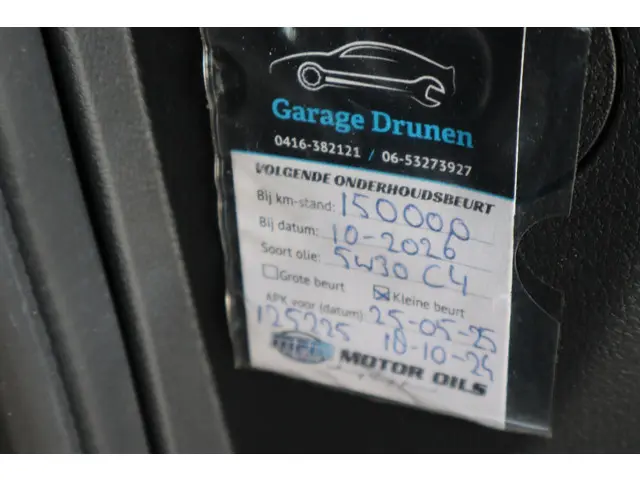 Garage Drunen
0416-382121 / 06-53273927
VOLGENDE ONDERHOUDSBEURT
Bij km-stand: 150000
Bij datum: 10-2026
Soort olie: 5W30 C4
Grote beurt Kleine beurt
APK voor (datum): 25-05-25
125225 18-10-24
MOTOR OILS